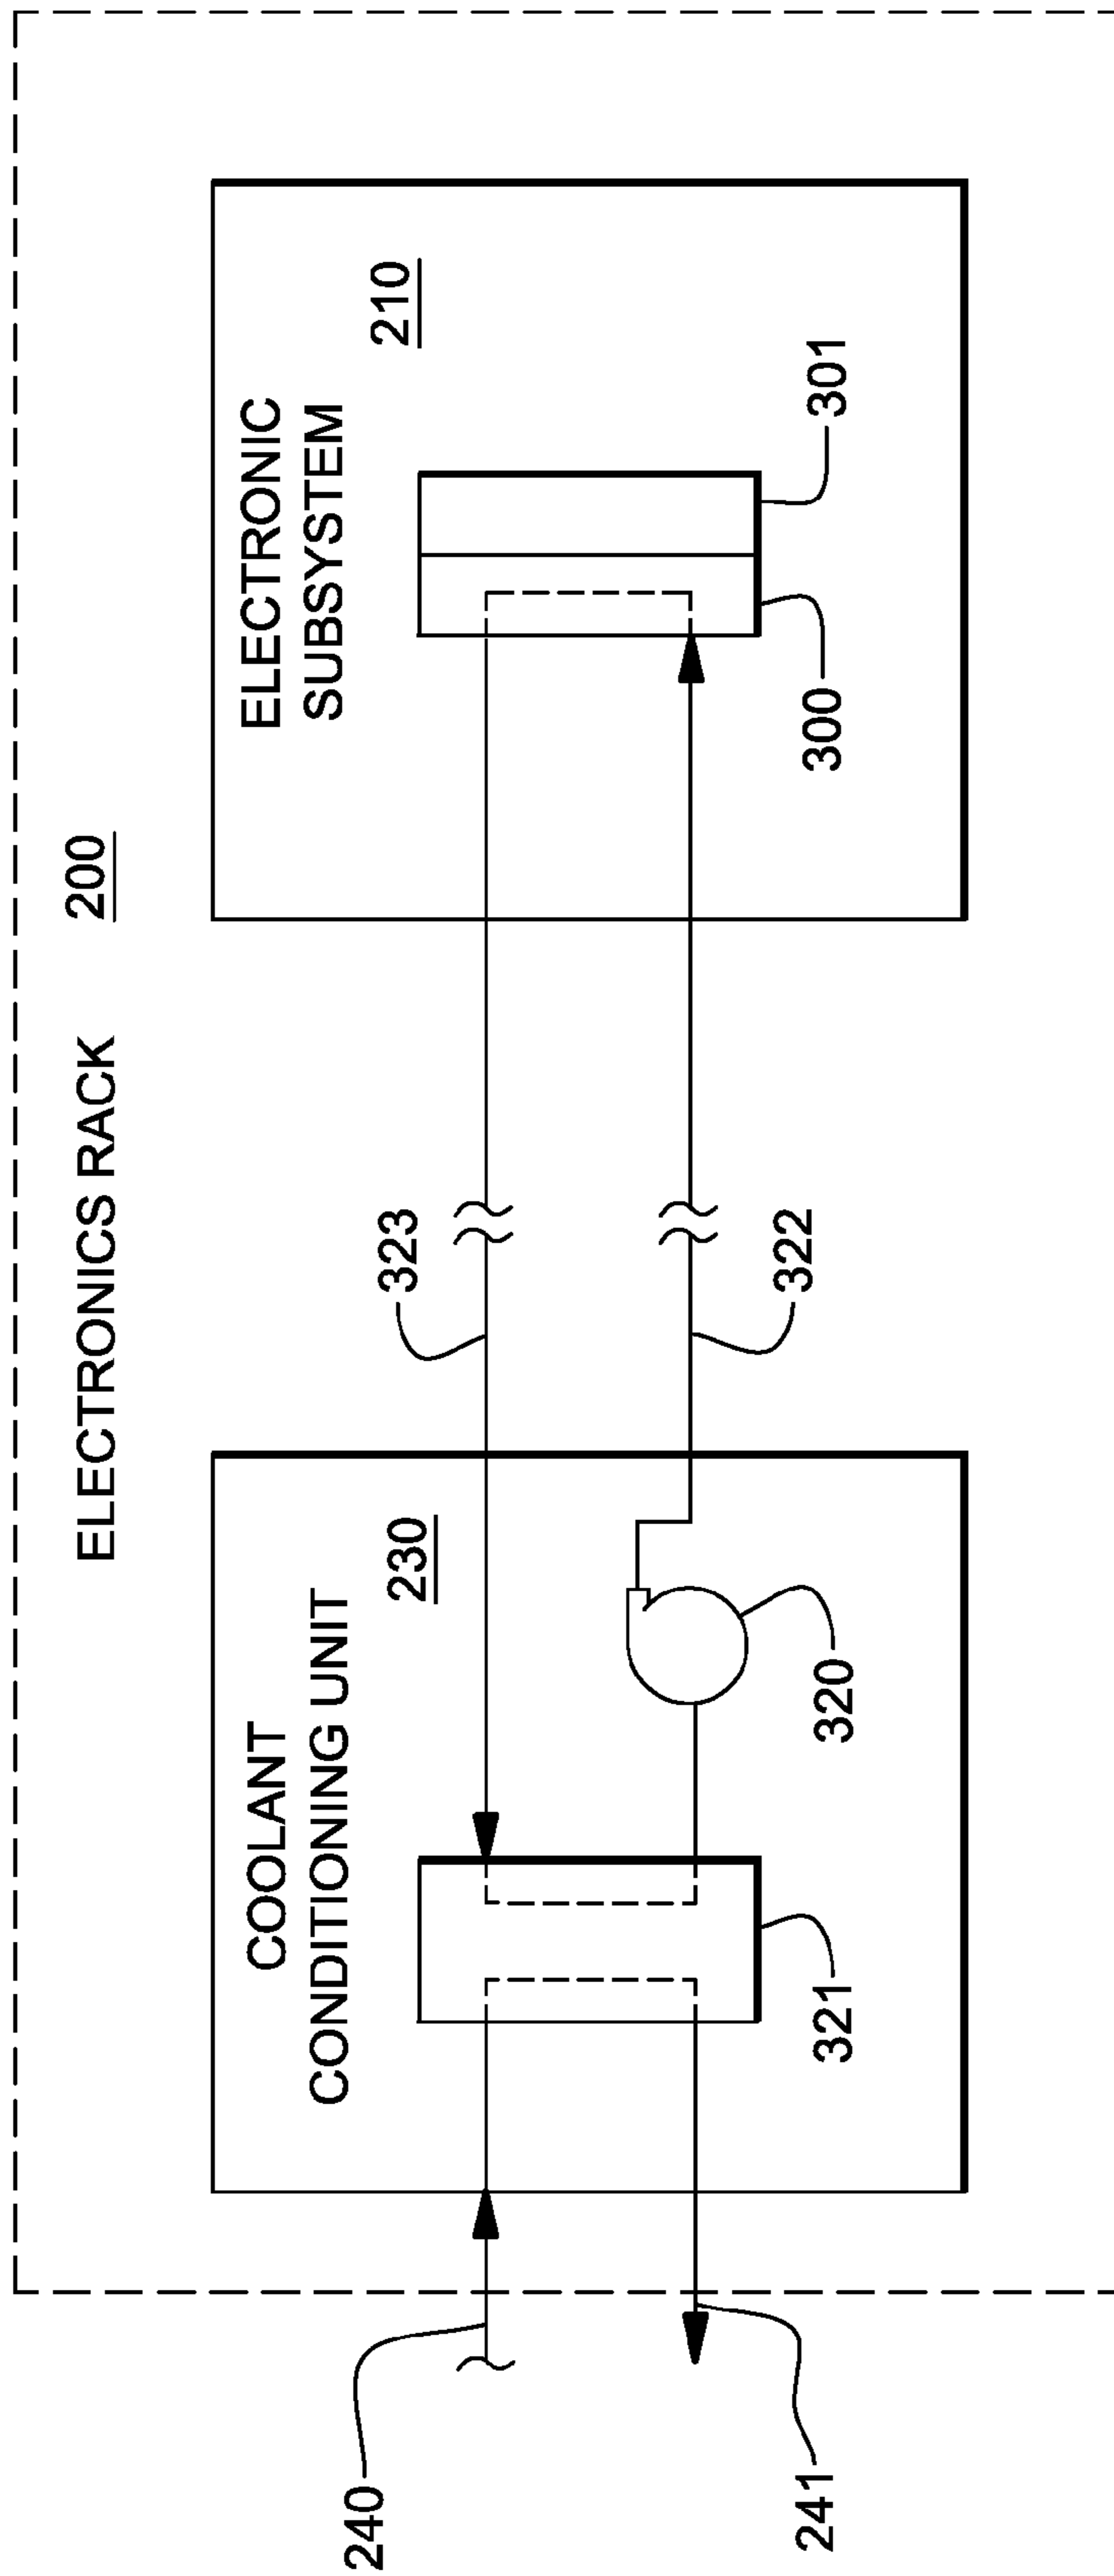 ELECTRONICS RACK 200
COOLANT
CONDITIONING UNIT
230
ELECTRONIC
SUBSYSTEM
210
240
323
241
321
320
322
300
301